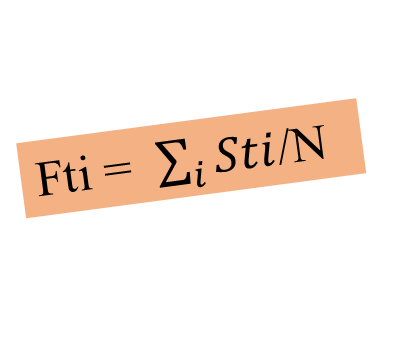 Fti = ∑i Sti/N